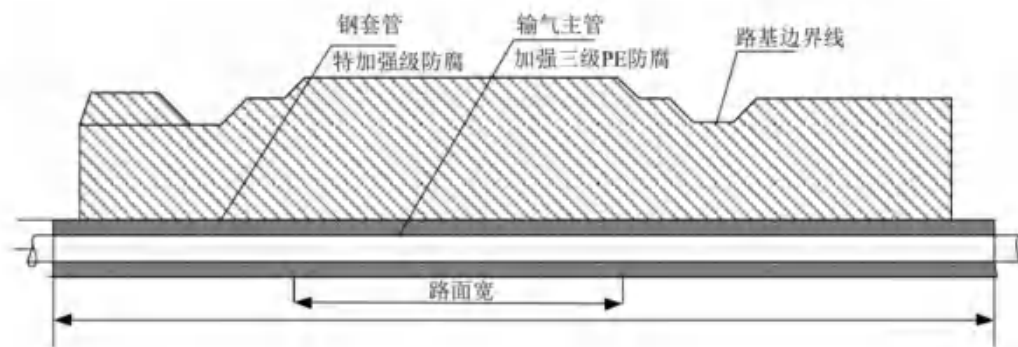 钢套管
特加强级防腐
输气主管
加强三级PE防腐
路基边界线
路面宽